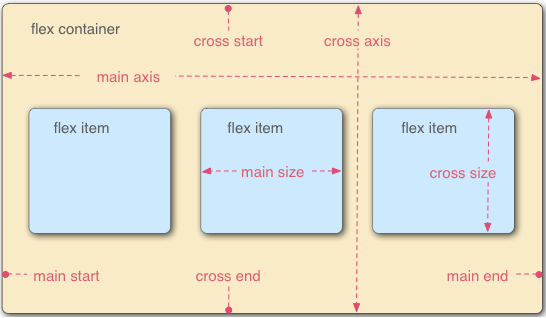 flex container
cross start
cross axis
main axis
flex item
flex item
flex item
main size
cross size
main start
cross end
main end